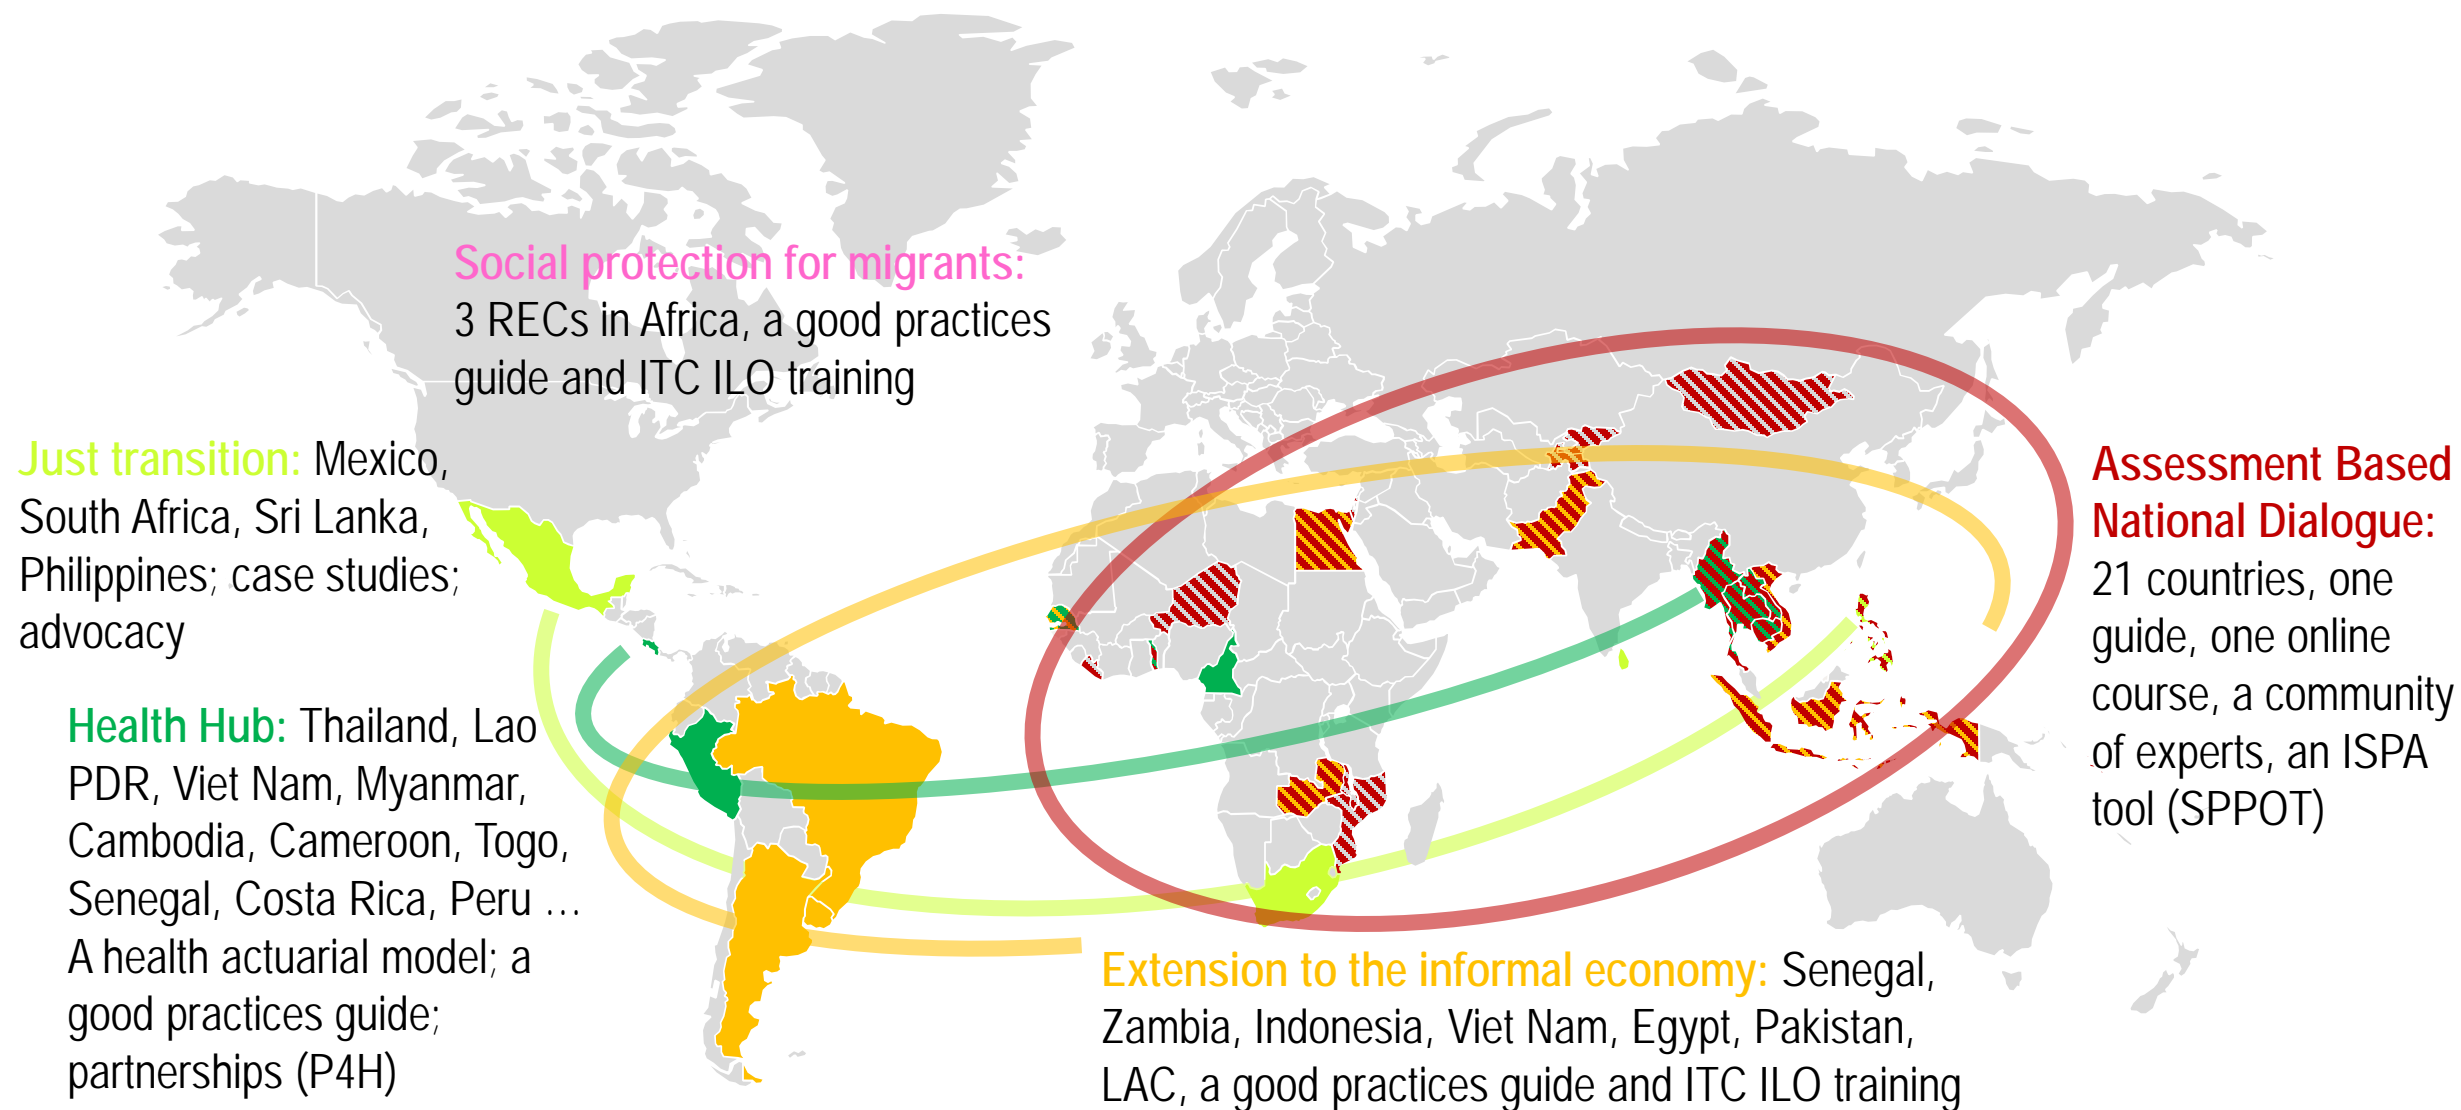 Social protection for migrants:
3 RECs in Africa, a good practices
guide and ITC ILO training
Just transition: Mexico,
South Africa, Sri Lanka,
Philippines; case studies;
advocacy
Health Hub: Thailand, Lao
PDR, Viet Nam, Myanmar,
Cambodia, Cameroon, Togo,
Senegal, Costa Rica, Peru …
A health actuarial model; a
good practices guide;
partnerships (P4H)
Assessment Based
National Dialogue:
21 countries, one
guide, one online
course, a community
of experts, an ISPA
tool (SPPOT)
Extension to the informal economy: Senegal,
Zambia, Indonesia, Viet Nam, Egypt, Pakistan,
LAC, a good practices guide and ITC ILO training